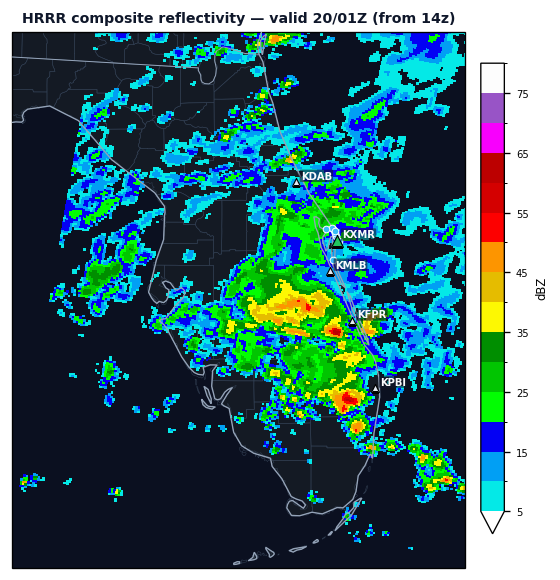 HRRR composite reflectivity — valid 20/01Z (from 14z)
KDAB
KXMR
KMLB
KFPR
KPBI
75
65
55
45
35
25
15
5
dBZ